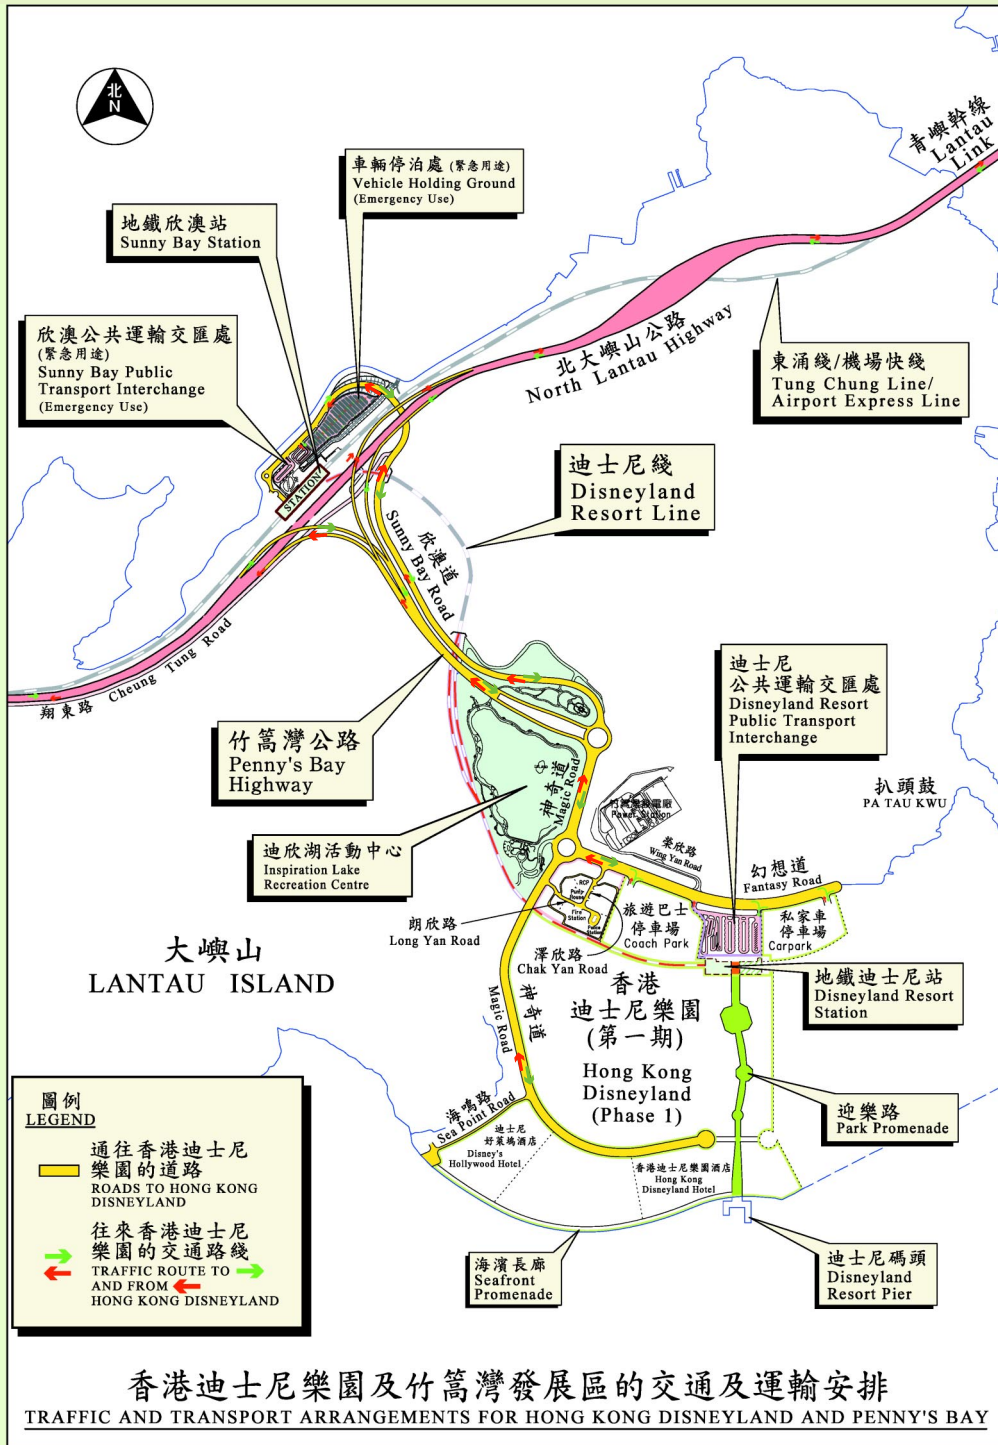 北
N
青嶼幹線
Lantau
Link
車輛停泊處 (緊急用途)
Vehicle Holding Ground
(Emergency Use)
地鐵欣澳站
Sunny Bay Station
欣澳公共運輸交匯處
(緊急用途)
Sunny Bay Public
Transport Interchange
(Emergency Use)
北大嶼山公路
North Lantau Highway
東涌綫/機場快綫
Tung Chung Line/
Airport Express Line
迪士尼綫
Disneyland
Resort Line
STATION
欣澳道
Sunny Bay Road
翔東路 Cheung Tung Road
竹篙灣公路
Penny's Bay
Highway
迪士尼
公共運輸交匯處
Disneyland Resort
Public Transport
Interchange
神奇道
Magic Road
扒頭鼓
PA TAU KWU
竹篙灣發電廠
Power Station
榮欣路
Wing Yan Road
迪欣湖活動中心
Inspiration Lake
Recreation Centre
幻想道
Fantasy Road
RCP
Pump
House
Fire
Station
Police
Station
旅遊巴士
停車場
Coach Park
私家車
停車場
Carpark
朗欣路
Long Yan Road
澤欣路
Chak Yan Road
大嶼山
LANTAU ISLAND
地鐵迪士尼站
Disneyland Resort
Station
神奇道
Magic Road
香港
迪士尼樂園
(第一期)
Hong Kong
Disneyland
(Phase 1)
迎樂路
Park Promenade
海鳴路
Sea Point Road
迪士尼
好萊塢酒店
Disney's
Hollywood Hotel
香港迪士尼樂園酒店
Hong Kong
Disneyland Hotel
海濱長廊
Seafront
Promenade
迪士尼碼頭
Disneyland
Resort Pier
圖例
LEGEND
通往香港迪士尼
樂園的道路
ROADS TO HONG KONG
DISNEYLAND
往來香港迪士尼
樂園的交通路綫
TRAFFIC ROUTE TO
AND FROM
HONG KONG DISNEYLAND
香港迪士尼樂園及竹篙灣發展區的交通及運輸安排
TRAFFIC AND TRANSPORT ARRANGEMENTS FOR HONG KONG DISNEYLAND AND PENNY'S BAY